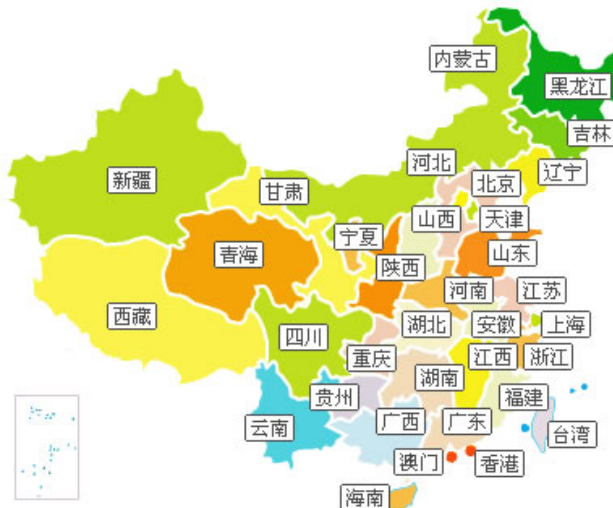 内蒙古
黑龙江
吉林
辽宁
河北
北京
新疆
甘肃
山西
天津
宁夏
青海
陕西
山东
西藏
河南
江苏
四川
湖北
安徽
上海
重庆
江西
浙江
湖南
贵州
福建
云南
广西
广东
台湾
澳门
香港
海南